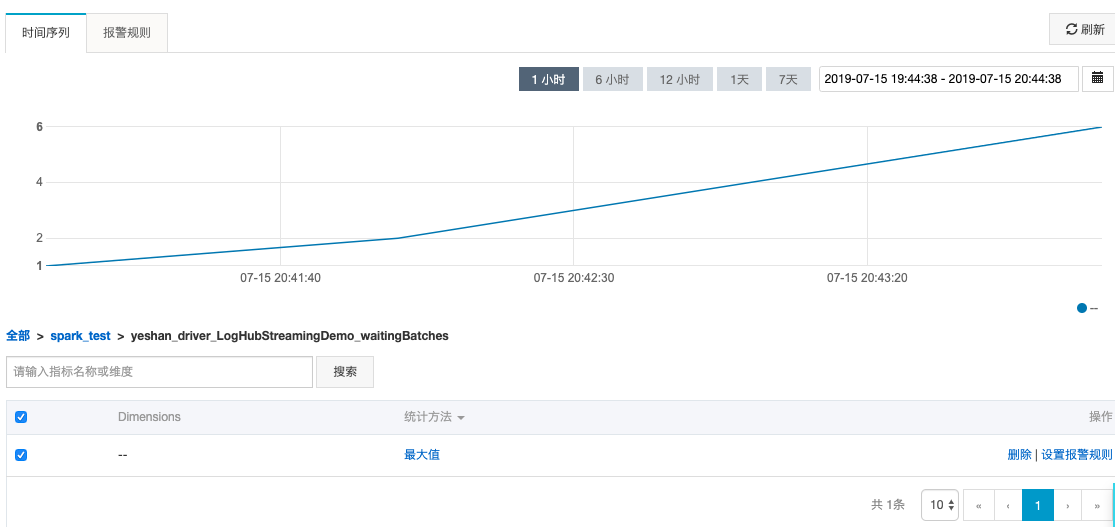 时间序列 报警规则 刷新
1 小时 6 小时 12 小时 1天 7天 2019-07-15 19:44:38 - 2019-07-15 20:44:38
6
4
2
1
07-15 20:41:40 07-15 20:42:30 07-15 20:43:20
--
全部 > spark_test > yeshan_driver_LogHubStreamingDemo_waitingBatches
请输入指标名称或维度 搜索
Dimensions 统计方法 操作
-- 最大值 删除 | 设置报警规则
共 1条 10 « ‹ 1 › »